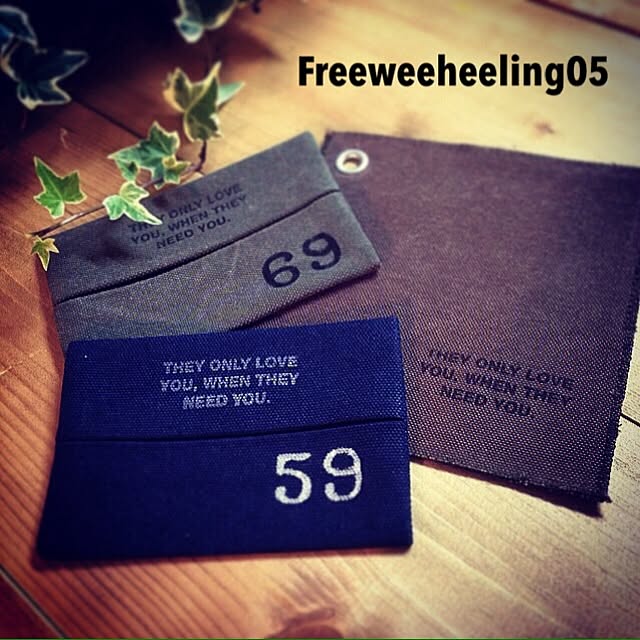 Freeweeheeling05
THEY ONLY LOVE
YOU, WHEN THEY
NEED YOU.
69
THEY ONLY LOVE
YOU, WHEN THEY
NEED YOU.
59
THEY ONLY LOVE
YOU, WHEN THEY
NEED YOU.